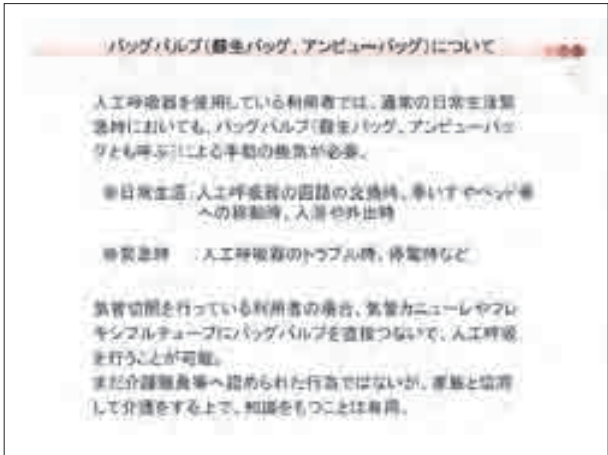 バッグバルブ(蘇生バッグ、アンビューバッグ)について
人工呼吸器を使用している利用者では、通常の日常生活緊
急時においても、バッグバルブ(蘇生バッグ、アンビューバッ
グとも呼ぶ)による手動の換気が必要。
※日常生活:人工呼吸器の回路の交換時、車いすやベッド等
への移動時、入浴や外出時
※緊急時 :人工呼吸器のトラブル時、停電時など
気管切開を行っている利用者の場合、気管カニューレやフレ
キシブルチューブにバッグバルブを直接つないで、人工呼吸
を行うことが可能。
まだ介護職員等へ認められた行為ではないが、家族と協同
して介護をする上で、知識をもつことは有用。